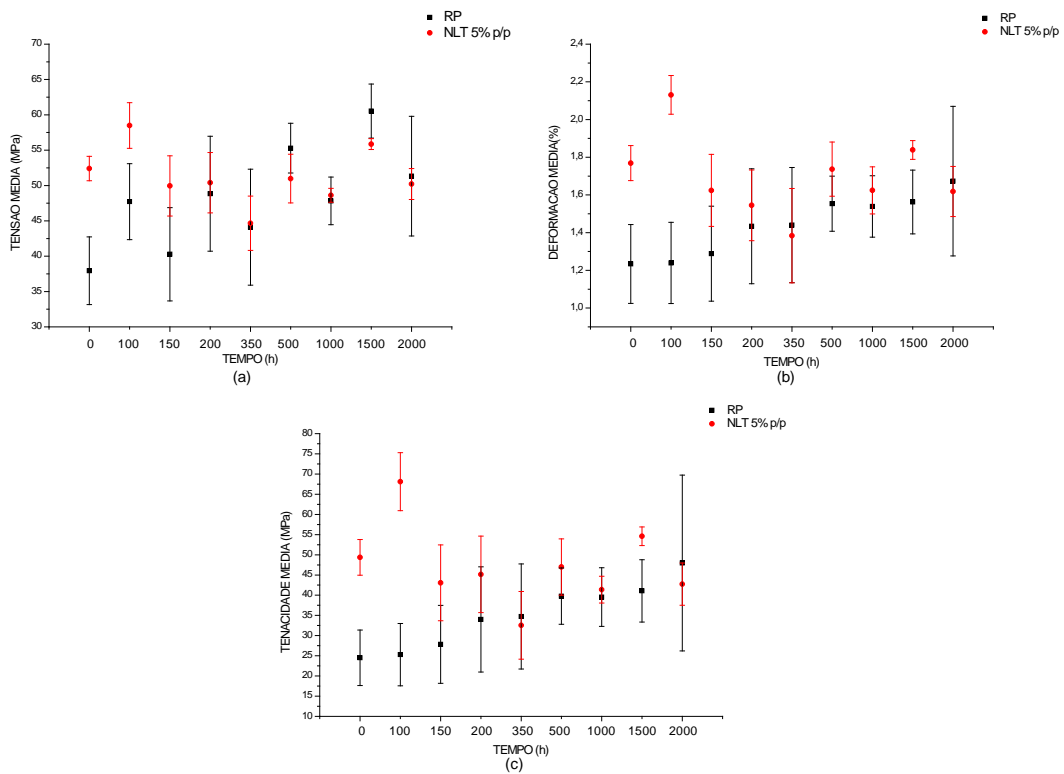 RP
NLT 5% p/p
TENSAO MEDIA (MPa)
70
65
60
55
50
45
40
35
30
0 100 150 200 350 500 1000 1500 2000
TEMPO (h)
(a)
RP
NLT 5% p/p
DEFORMACAO MEDIA(%)
2,4
2,2
2,0
1,8
1,6
1,4
1,2
1,0
0 100 150 200 350 500 1000 1500 2000
TEMPO (h)
(b)
RP
NLT 5% p/p
TENACIDADE MEDIA (MPa)
80
75
70
65
60
55
50
45
40
35
30
25
20
15
10
0 100 150 200 350 500 1000 1500 2000
TEMPO (h)
(c)